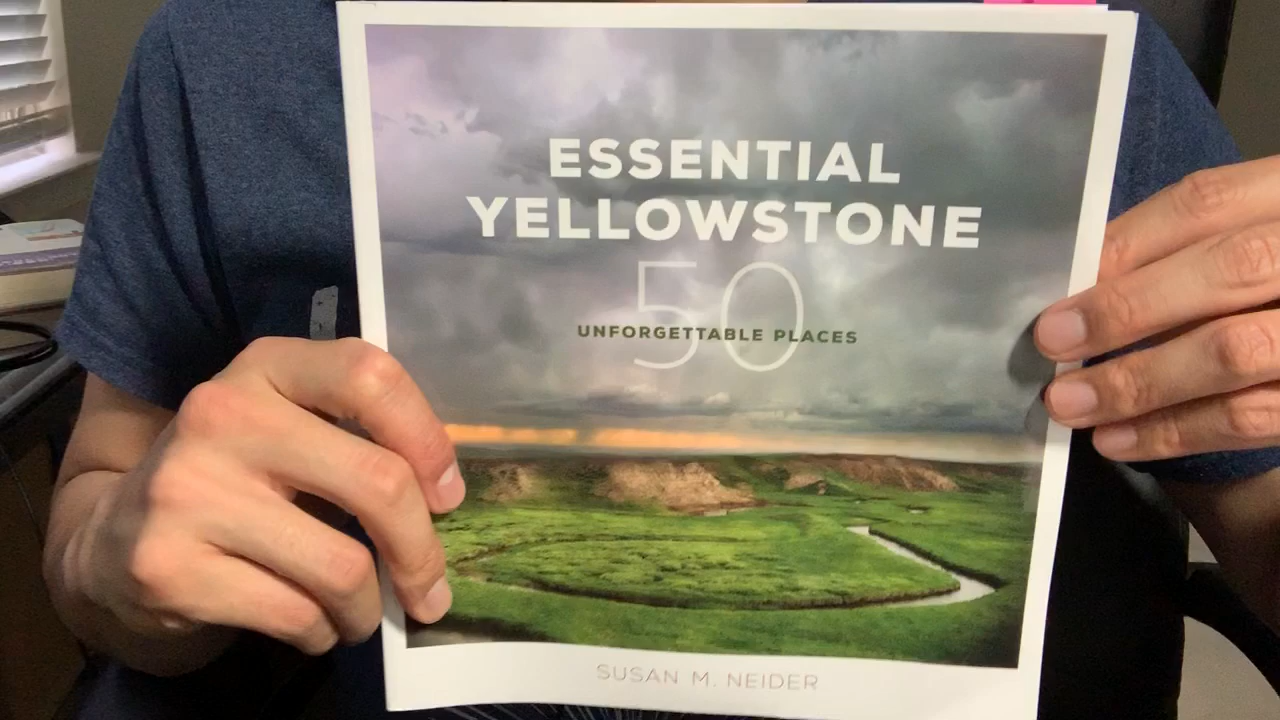 ESSENTIAL
YELLOWSTONE
50
UNFORGETTABLE PLACES
SUSAN M. NEIDER